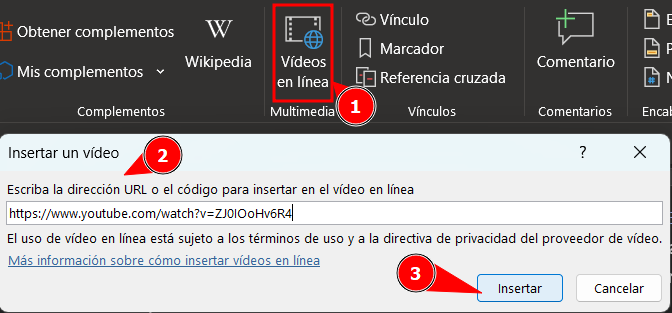 Obtener complementos
Mis complementos
Complementos
W
Wikipedia
Vídeos
en línea
1
Multimedia
Vínculo
Marcador
Referencia cruzada
Vínculos
Comentario
Comentarios
E
P
N
Encab
Insertar un vídeo
2
?
Escriba la dirección URL o el código para insertar en el vídeo en línea
https://www.youtube.com/watch?v=ZJ0IOoHv6R4
El uso de vídeo en línea está sujeto a los términos de uso y a la directiva de privacidad del proveedor de vídeo.
Más información sobre cómo insertar vídeos en línea
3
Insertar
Cancelar